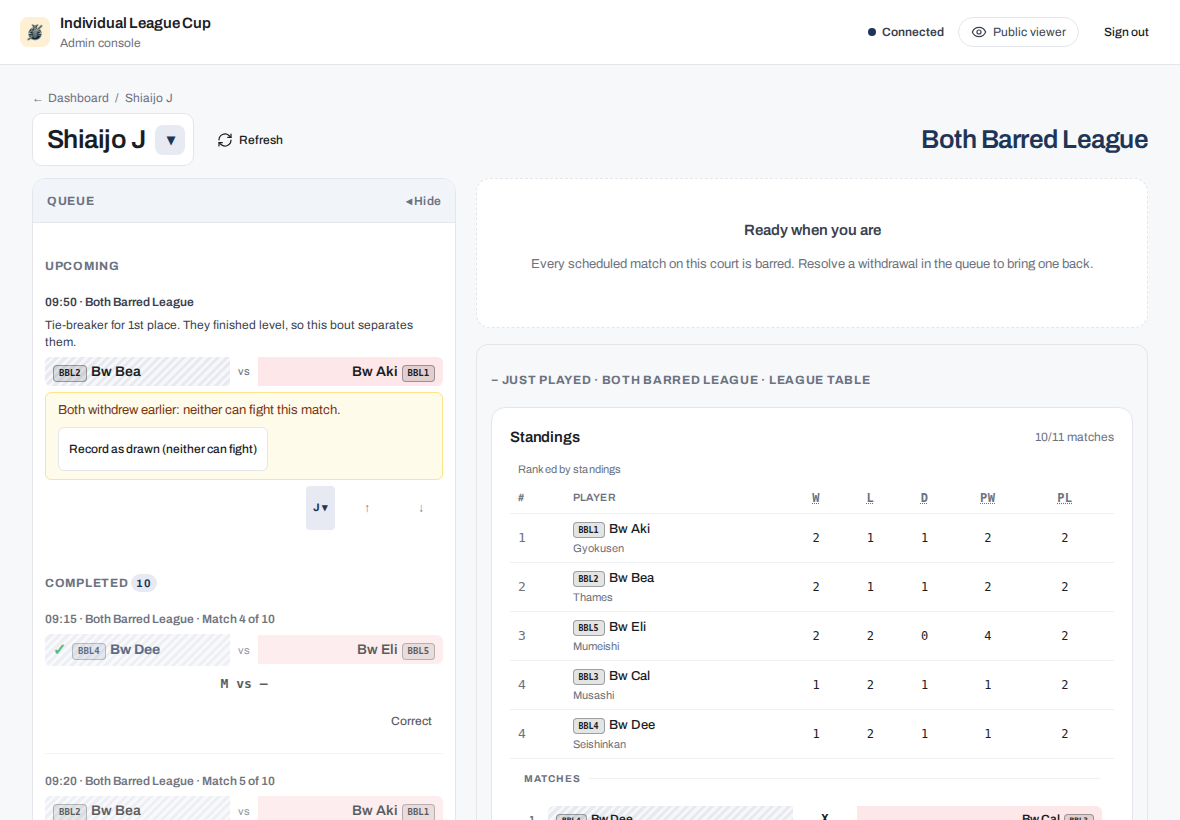 Individual League Cup
Admin console
Connected
Public viewer
Sign out
← Dashboard / Shiaijo J
Shiaijo J ▼
Refresh
Both Barred League
QUEUE
◂ Hide
UPCOMING
09:50 · Both Barred League
Tie-breaker for 1st place. They finished level, so this bout separates
them.
BBL2 Bw Bea vs Bw Aki BBL1
Both withdrew earlier: neither can fight this match.
Record as drawn (neither can fight)
J ▾ ↑ ↓
COMPLETED 10
09:15 · Both Barred League · Match 4 of 10
✓ BBL4 Bw Dee vs Bw Eli BBL5
M vs –
Correct
09:20 · Both Barred League · Match 5 of 10
BBL2 Bw Bea vs Bw Aki BBL1
Ready when you are
Every scheduled match on this court is barred. Resolve a withdrawal in the queue to bring one back.
– JUST PLAYED · BOTH BARRED LEAGUE · LEAGUE TABLE
Standings 10/11 matches
Ranked by standings
# PLAYER W L D PW PL
1 BBL1 Bw Aki 2 1 1 2 2
Gyokusen
2 BBL2 Bw Bea 2 1 1 2 2
Thames
3 BBL5 Bw Eli 2 2 0 4 2
Mumeishi
4 BBL3 Bw Cal 1 2 1 1 2
Musashi
4 BBL4 Bw Dee 1 2 1 1 2
Seishinkan
MATCHES
1 BBL4 Bw Dee X Bw Cal BBL3